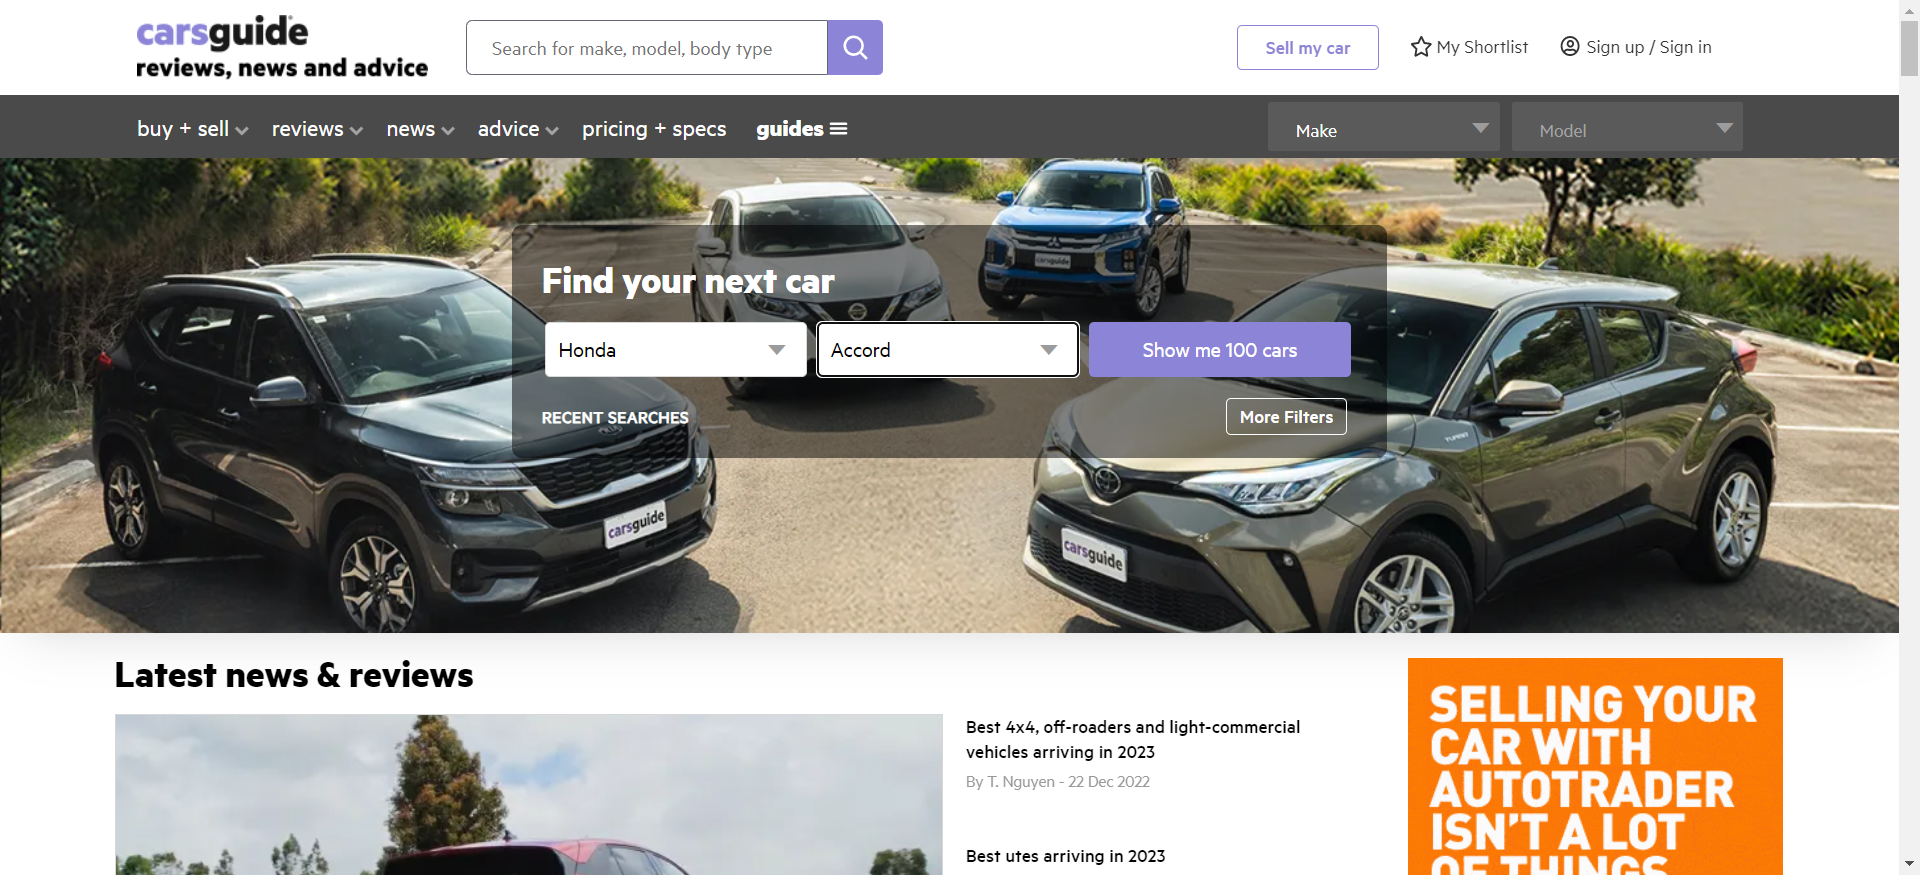 carsguide
reviews, news and advice
Search for make, model, body type
Sell my car
My Shortlist
Sign up / Sign in
buy + sell
reviews
news
advice
pricing + specs
guides
Make
Model
Find your next car
Honda
Accord
Show me 100 cars
RECENT SEARCHES
More Filters
carsguide
carsguide
carsguide
Latest news & reviews
Best 4x4, off-roaders and light-commercial
vehicles arriving in 2023
By T. Nguyen - 22 Dec 2022
Best utes arriving in 2023
SELLING YOUR
CAR WITH
AUTOTRADER
ISN'T A LOT
OF THINGS